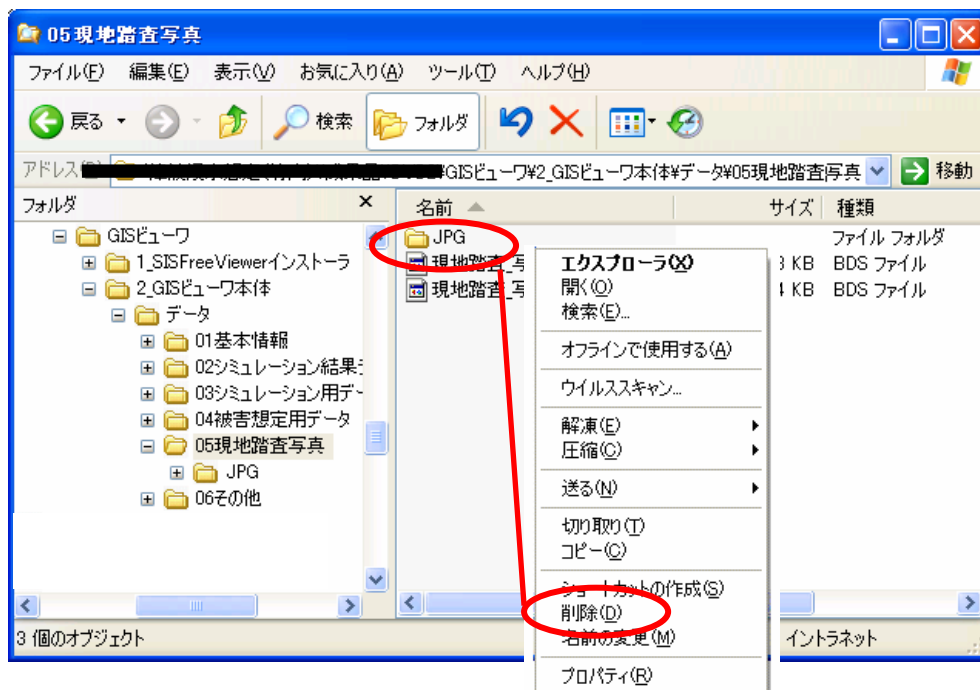 05現地踏査写真
ファイル(F) 編集(E) 表示(V) お気に入り(A) ツール(T) ヘルプ(H)
戻る 検索 フォルダ
アドレス ¥GISビューワ¥2_GISビューワ本体¥データ¥05現地踏査写真 移動
フォルダ × 名前 サイズ 種類
GISビューワ
1_SISFreeViewerインストーラ
2_GISビューワ本体
データ
01基本情報
02シミュレーション結果
03シミュレーション用デー
04被害想定用データ
05現地踏査写真
JPG
06その他
JPG ファイル フォルダ
現地踏査_写 KB BDS ファイル
現地踏査_写 KB BDS ファイル
エクスプローラ(X)
開く(O)
検索(E)...
オフラインで使用する(A)
ウイルススキャン...
解凍(E)
圧縮(C)
送る(N)
切り取り(T)
コピー(C)
ショートカットの作成(S)
削除(D)
名前の変更(M)
プロパティ(R)
3 個のオブジェクト イントラネット